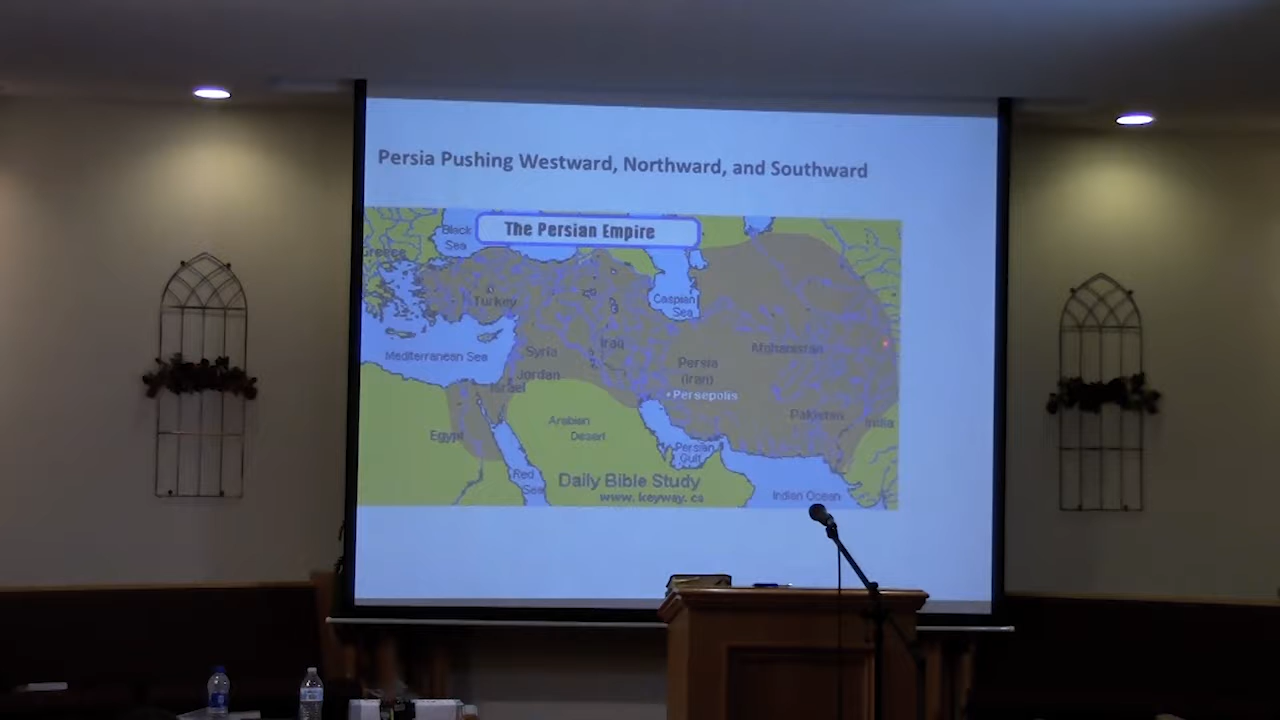 Persia Pushing Westward, Northward, and Southward
The Persian Empire
Black
Sea
Greece
Turkey
Caspian
Sea
Mediterranean Sea
Syria
Iraq
Afghanistan
Persia
(Iran)
Jordan
Israel
Persepolis
Arabian
Desert
Pakistan
India
Egypt
Persian
Gulf
Red
Sea
Daily Bible Study
www.keyway.ca
Indian Ocean